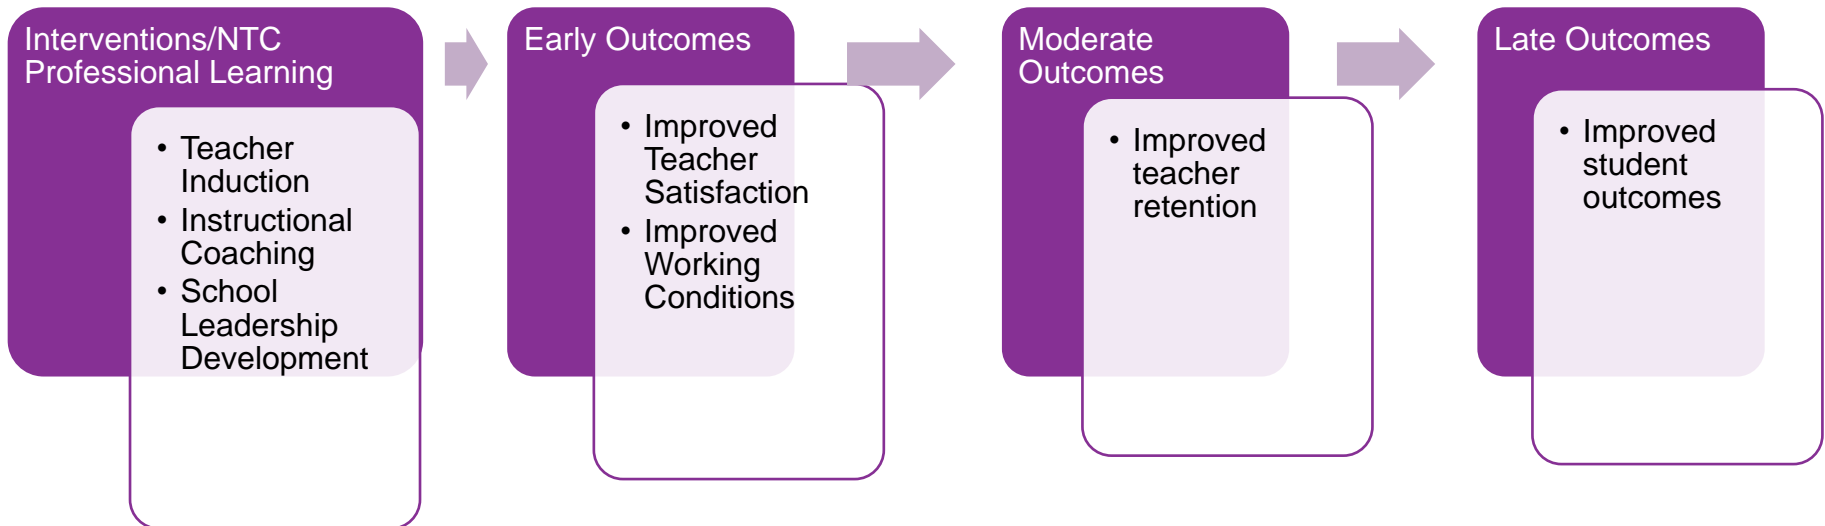 Interventions/NTC
Professional Learning
• Teacher
Induction
• Instructional
Coaching
• School
Leadership
Development
Early Outcomes
• Improved
Teacher
Satisfaction
• Improved
Working
Conditions
Moderate
Outcomes
• Improved
teacher
retention
Late Outcomes
• Improved
student
outcomes